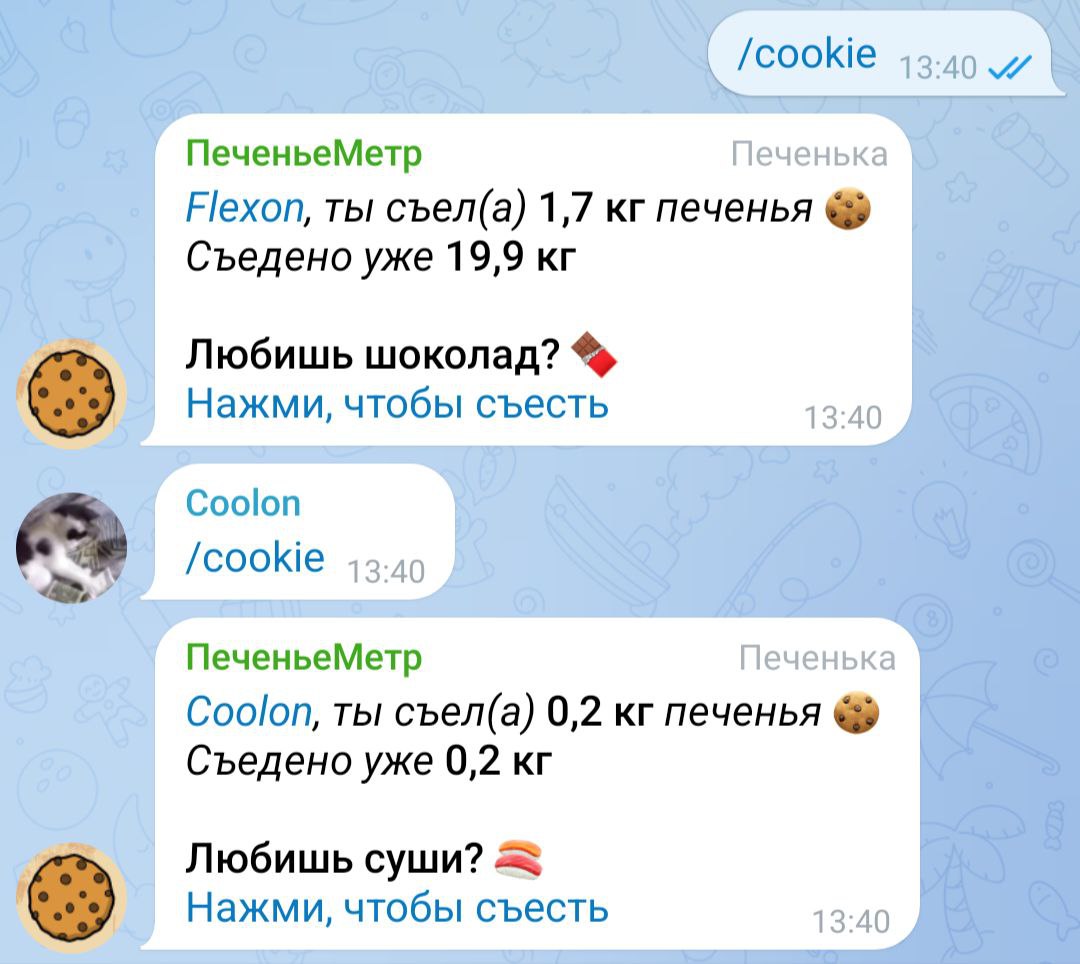 /cookie 13:40
ПеченьеМетр Печенька
Flexon, ты съел(а) 1,7 кг печенья
Съедено уже 19,9 кг
Любишь шоколад?
Нажми, чтобы съесть 13:40
Coolon
/cookie 13:40
ПеченьеМетр Печенька
Coolon, ты съел(а) 0,2 кг печенья
Съедено уже 0,2 кг
Любишь суши?
Нажми, чтобы съесть 13:40